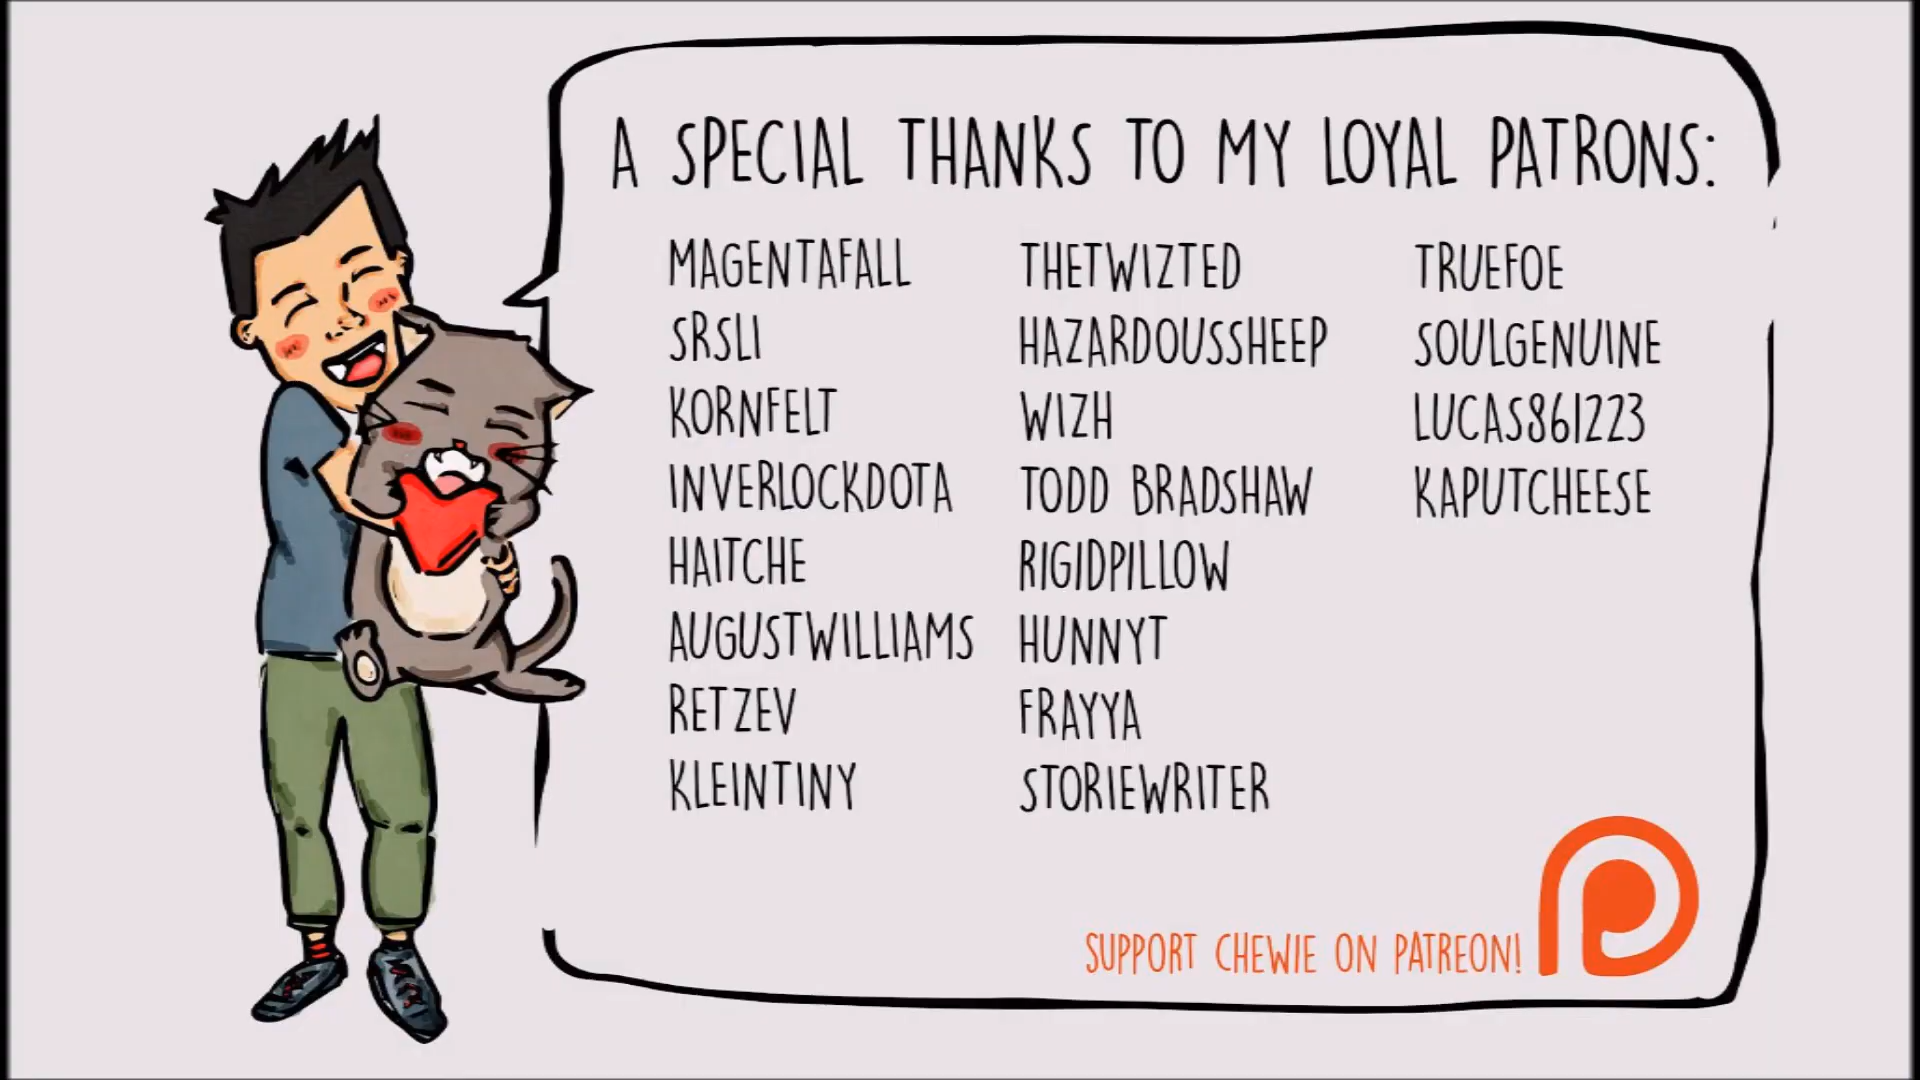 A SPECIAL THANKS TO MY LOYAL PATRONS:
MAGENTAFALL
SRSLI
KORNFELT
INVERLOCKDOTA
HAITCHE
AUGUSTWILLIAMS
RETZEV
KLEINTINY
THETWIZTED
HAZARDOUSSHEEP
WIZH
TODD BRADSHAW
RIGIDPILLOW
HUNNYT
FRAYYA
STORIEWRITER
TRUEFOE
SOULGENUINE
LUCAS861223
KAPUTCHEESE
SUPPORT CHEWIE ON PATREON!